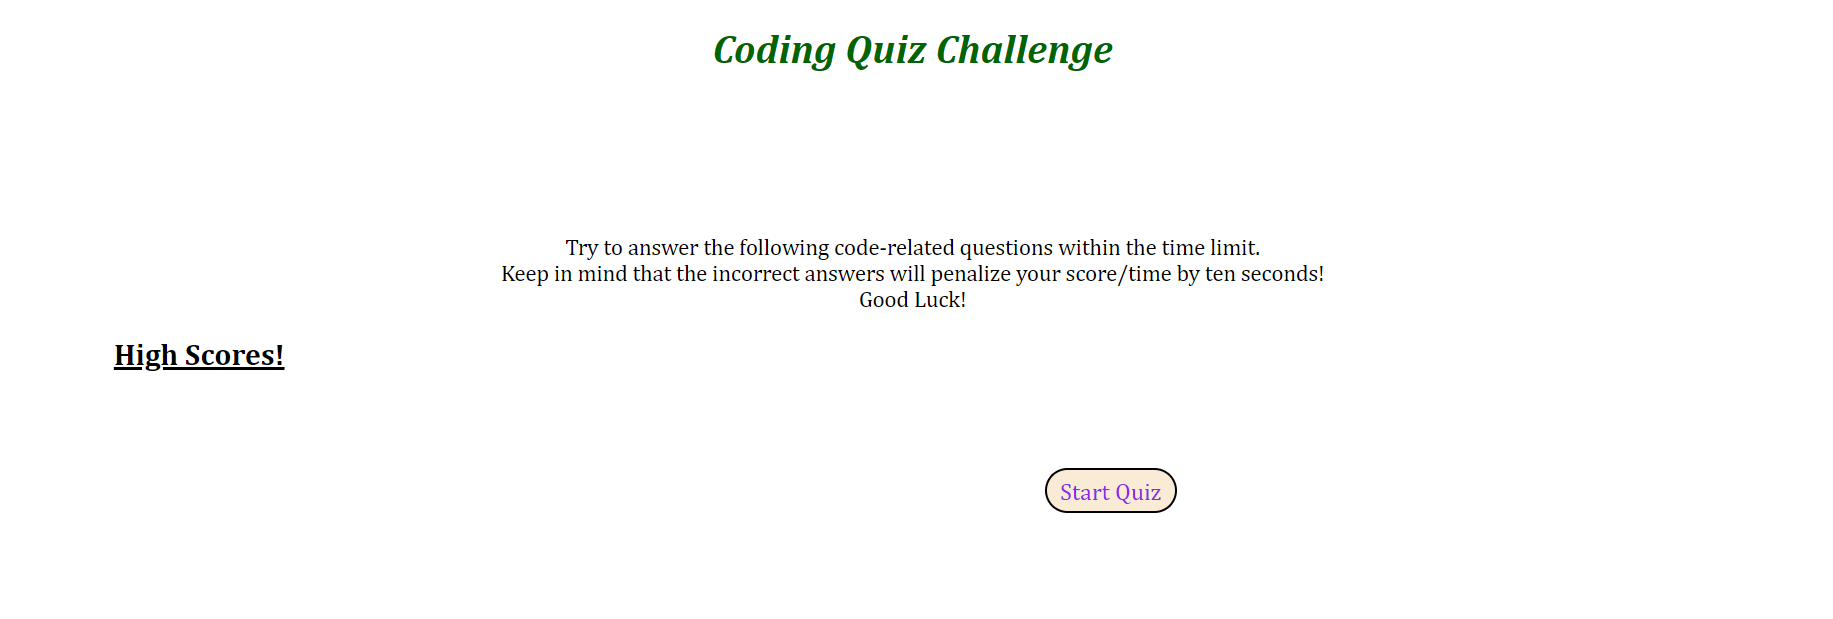 Coding Quiz Challenge
Try to answer the following code-related questions within the time limit.
Keep in mind that the incorrect answers will penalize your score/time by ten seconds!
Good Luck!
High Scores!
Start Quiz